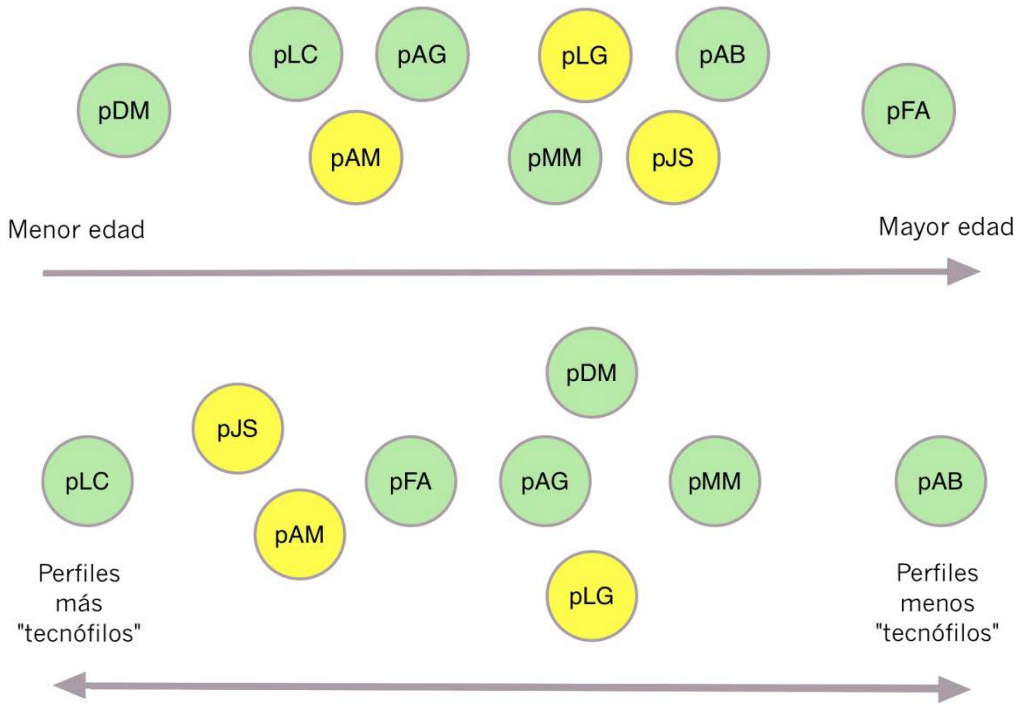 pLC
pAG
pLG
pAB
pDM
pFA
pAM
pMM
pJS
Menor edad
Mayor edad
pDM
pJS
pLC
pFA
pAG
pMM
pAB
pAM
pLG
Perfiles
más
"tecnófilos"
Perfiles
menos
"tecnófilos"